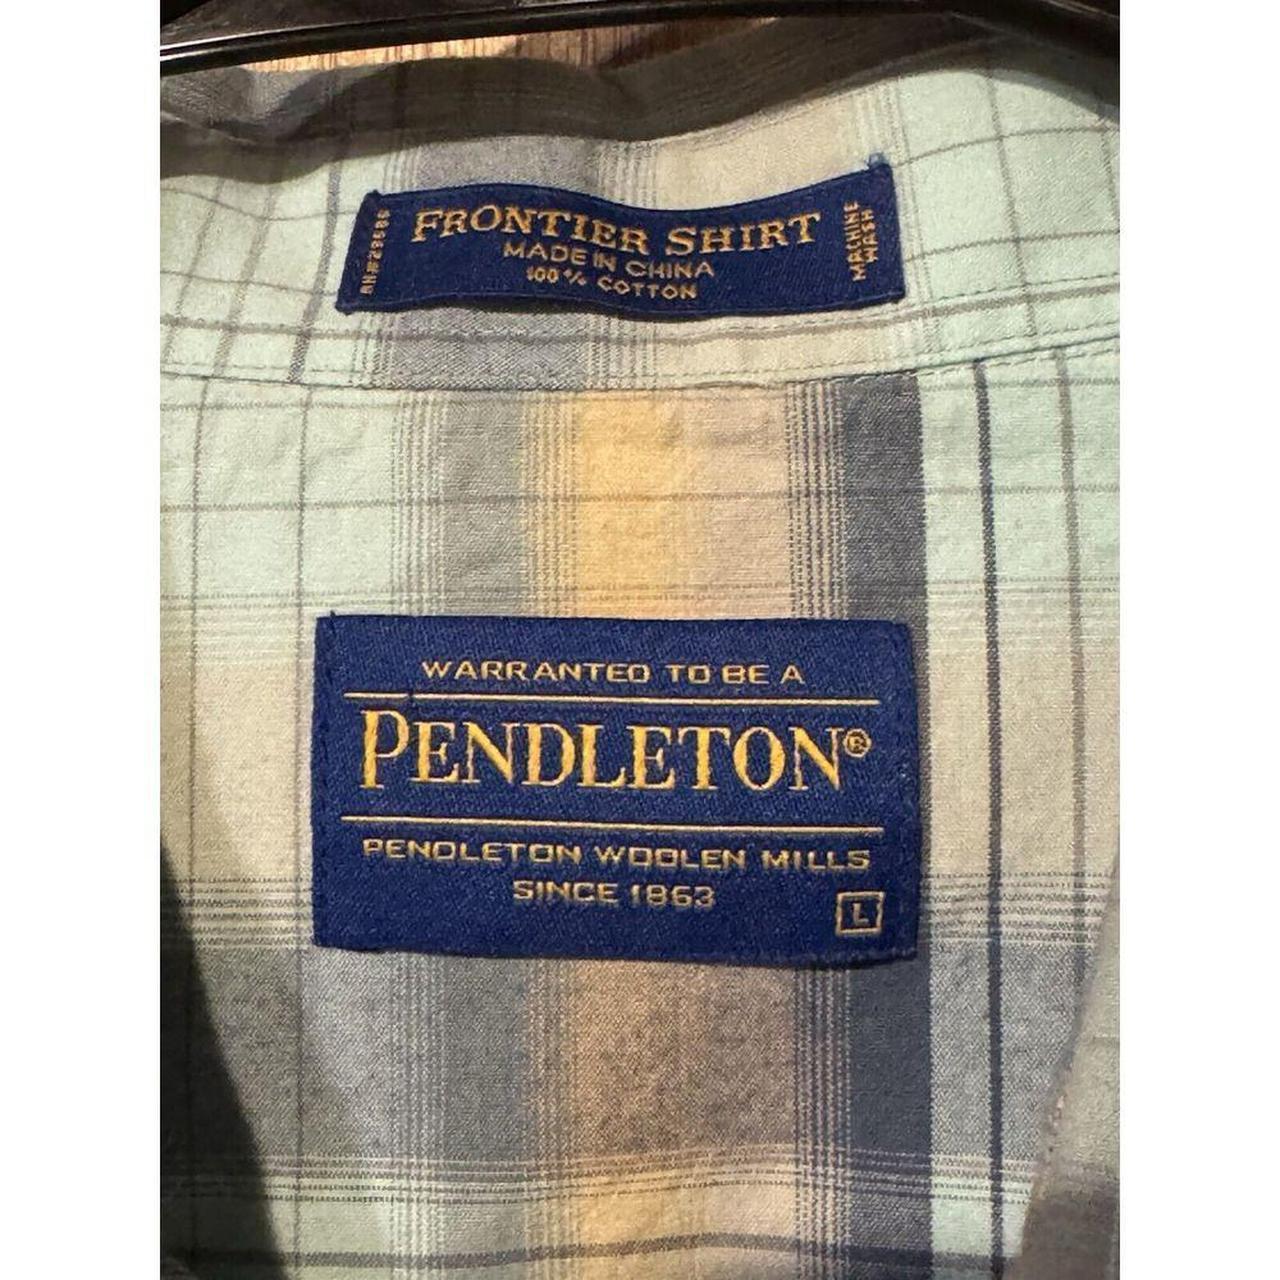 FRONTIER SHIRT
MADE IN CHINA
100% COTTON
MACHINE
WASH
WARRANTED TO BE A
PENDLETON®
PENDLETON WOOLEN MILLS
SINCE 1863
L